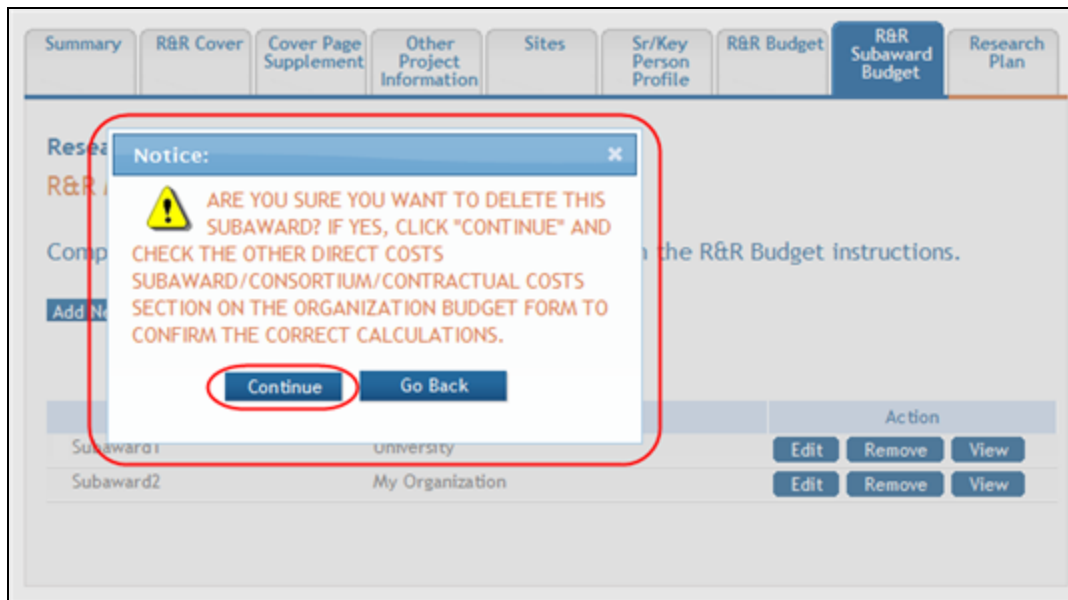 Summary
R&R Cover
Cover Page
Supplement
Other
Project
Information
Sites
Sr/Key
Person
Profile
R&R Budget
R&R
Subaward
Budget
Research
Plan
Notice:
ARE YOU SURE YOU WANT TO DELETE THIS
SUBAWARD? IF YES, CLICK "CONTINUE" AND
CHECK THE OTHER DIRECT COSTS
SUBAWARD/CONSORTIUM/CONTRACTUAL COSTS
SECTION ON THE ORGANIZATION BUDGET FORM TO
CONFIRM THE CORRECT CALCULATIONS.
Continue Go Back
R&R
the R&R Budget instructions.
Add
Action
Subaward1 University Edit Remove View
Subaward2 My Organization Edit Remove View